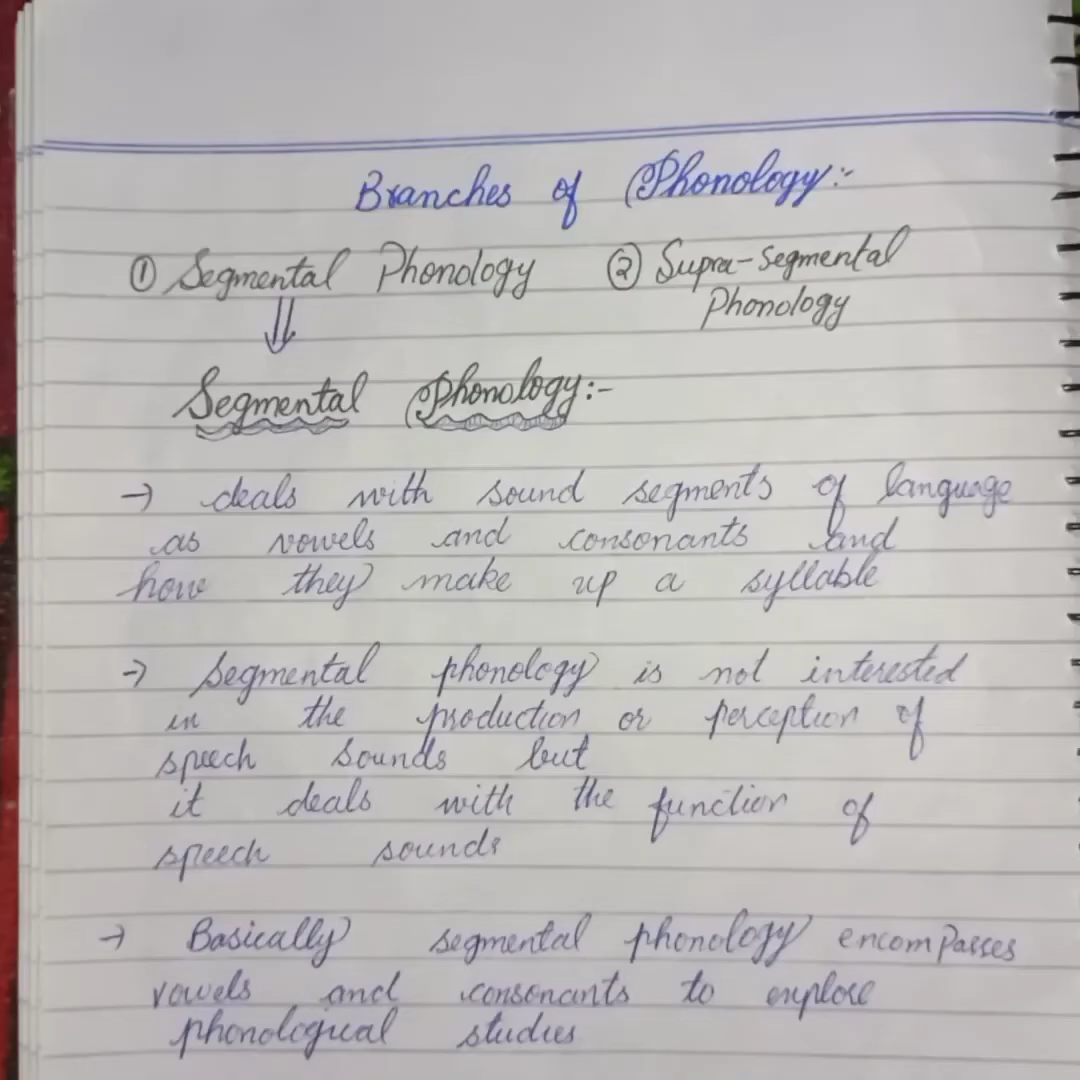 Branches of Phonology:-
① Segmental Phonology ② Supra-segmental
Phonology
⇓
Segmental Phonology:-
→ deals with sound segments of language
as vowels and consonants and
how they make up a syllable
→ Segmental phonology is not interested
in the production or perception of
speech sounds but
it deals with the function of
speech sounds
→ Basically segmental phonology encompasses
vowels and consonants to explore
phonological studies